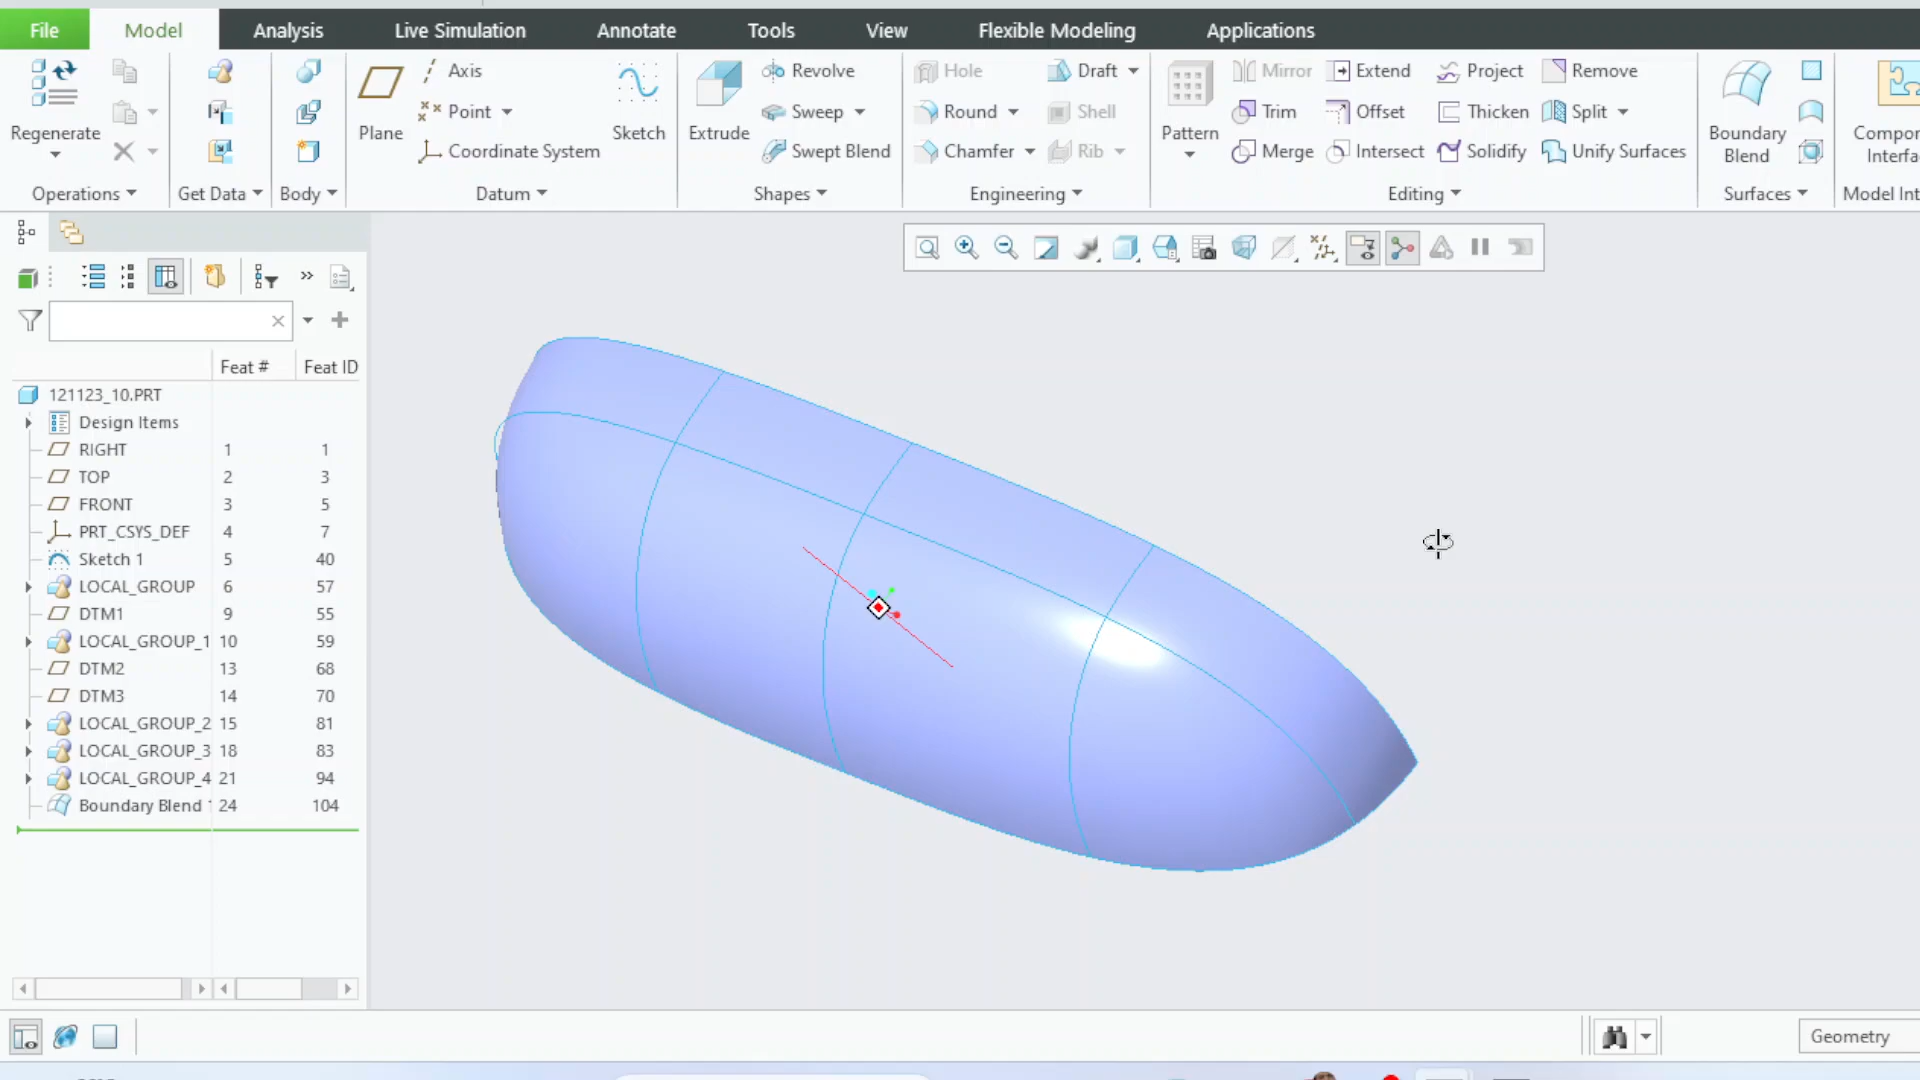 File Model Analysis Live Simulation Annotate Tools View Flexible Modeling Applications
Regenerate
Operations
Get Data
Body
Plane
Axis
Point
Coordinate System
Sketch
Datum
Extrude
Revolve
Sweep
Swept Blend
Shapes
Hole
Draft
Round
Shell
Chamfer
Rib
Engineering
Pattern
Mirror
Extend
Project
Remove
Trim
Offset
Thicken
Split
Merge
Intersect
Solidify
Unify Surfaces
Editing
Boundary
Blend
Surfaces
Model
Feat # Feat ID
121123_10.PRT
Design Items
RIGHT 1 1
TOP 2 3
FRONT 3 5
PRT_CSYS_DEF 4 7
Sketch 1 5 40
LOCAL_GROUP 6 57
DTM1 9 55
LOCAL_GROUP_1 10 59
DTM2 13 68
DTM3 14 70
LOCAL_GROUP_2 15 81
LOCAL_GROUP_3 18 83
LOCAL_GROUP_4 21 94
Boundary Blend 24 104
Geometry